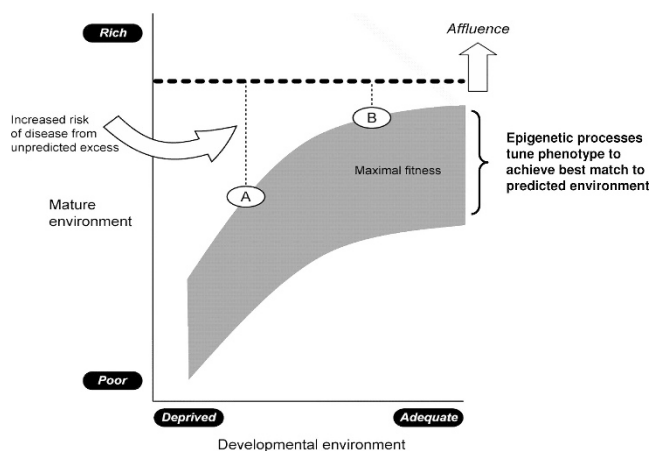 Rich
Affluence
Increased risk
of disease from
unpredicted excess
A
B
Maximal fitness
Epigenetic processes
tune phenotype to
achieve best match to
predicted environment
Mature
environment
Poor
Deprived
Adequate
Developmental environment